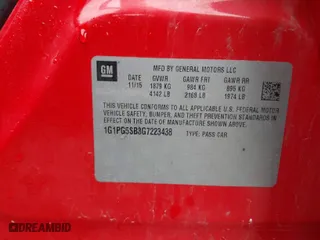 GM
MFD BY GENERAL MOTORS LLC
DATE GVWR GAWR FRT GAWR RR
11/15 1879 KG 984 KG 895 KG
4142 LB 2169 LB 1974 LB
THIS VEHICLE CONFORMS TO ALL APPLICABLE U.S.
FEDERAL MOTOR VEHICLE SAFETY, BUMPER, AND THEFT
PREVENTION STANDARDS IN EFFECT ON THE DATE OF
MANUFACTURE SHOWN ABOVE.
1G1PG5SB3G7223438 TYPE: PASS CAR
DREAMBID